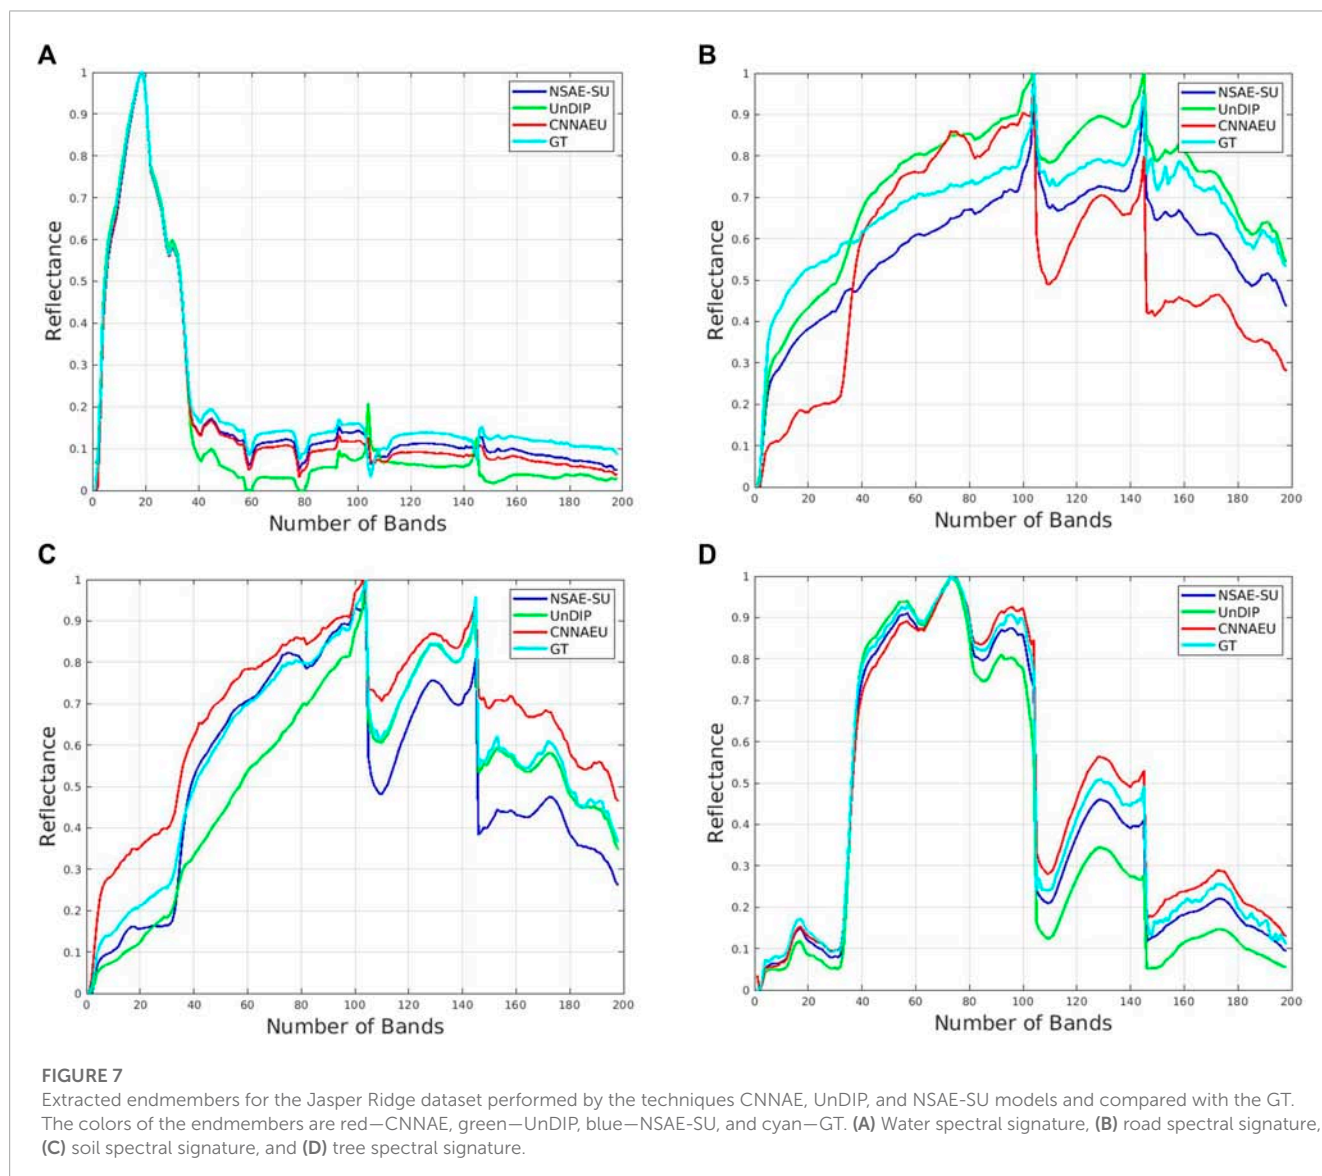 A
1
0.9
0.8
0.7
0.6
0.5
0.4
0.3
0.2
0.1
0
Reflectance
0 20 40 60 80 100 120 140 160 180 200
Number of Bands
NSAE-SU
UnDIP
CNNAEU
GT
B
1
0.9
0.8
0.7
0.6
0.5
0.4
0.3
0.2
0.1
0
Reflectance
0 20 40 60 80 100 120 140 160 180 200
Number of Bands
NSAE-SU
UnDIP
CNNAEU
GT
C
1
0.9
0.8
0.7
0.6
0.5
0.4
0.3
0.2
0.1
0
Reflectance
0 20 40 60 80 100 120 140 160 180 200
Number of Bands
NSAE-SU
UnDIP
CNNAEU
GT
D
1
0.9
0.8
0.7
0.6
0.5
0.4
0.3
0.2
0.1
0
Reflectance
0 20 40 60 80 100 120 140 160 180 200
Number of Bands
NSAE-SU
UnDIP
CNNAEU
GT
FIGURE 7
Extracted endmembers for the Jasper Ridge dataset performed by the techniques CNNAE, UnDIP, and NSAE-SU models and compared with the GT.
The colors of the endmembers are red—CNNAE, green—UnDIP, blue—NSAE-SU, and cyan—GT. (A) Water spectral signature, (B) road spectral signature,
(C) soil spectral signature, and (D) tree spectral signature.